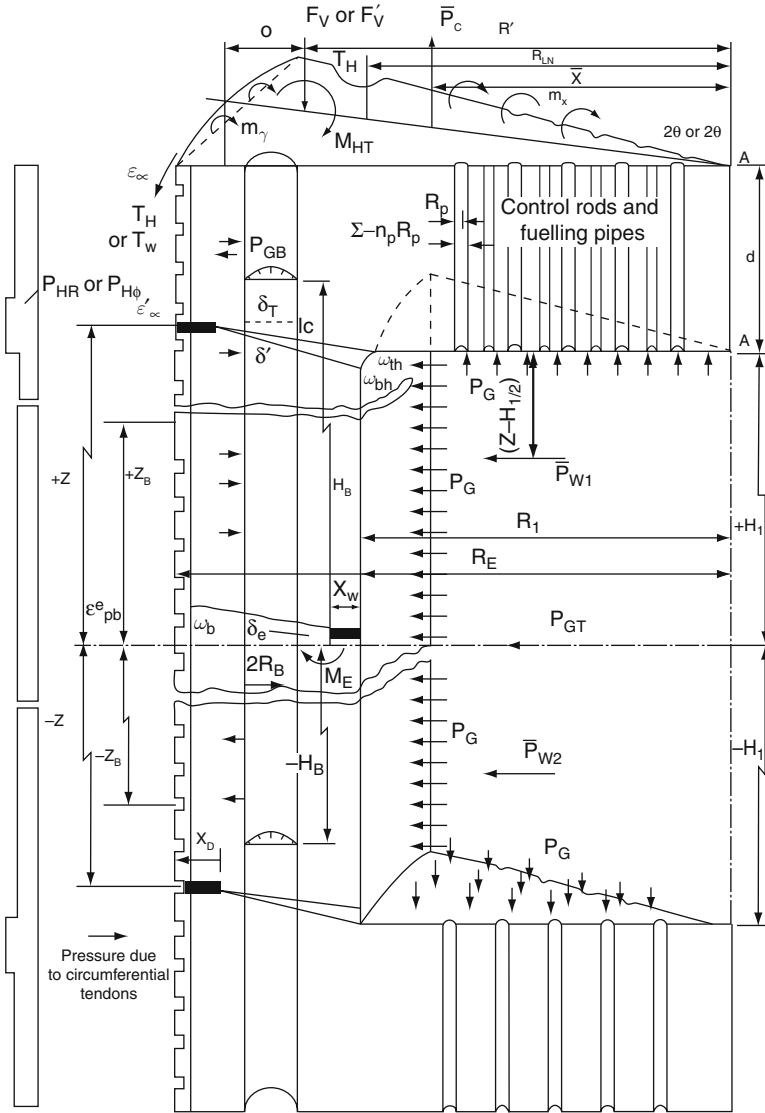 F_V or F'_V
P̅_C
R'
O
T_H
R_LN
X̅
m_x
m_γ
M_HT
2θ or 2θ
ε_∝
A
T_H
or T_w
R_p
Control rods and
fuelling pipes
Σ–n_pR_p
P_GB
d
P_HR or P_Hϕ
ε'_∝
δ_T
Ic
A
δ'
ω_th
ω_bh
P_G
(Z–H_1/2)
P̅_W1
+Z
+Z_B
H_B
P_G
R_1
+H_1
R_E
X_w
ε^e_pb
ω_b
δ_e
P_GT
2R_B
M_E
–Z
–Z_B
–H_B
P_G
P̅_W2
–H_1
X_D
P_G
Pressure due
to circumferential
tendons